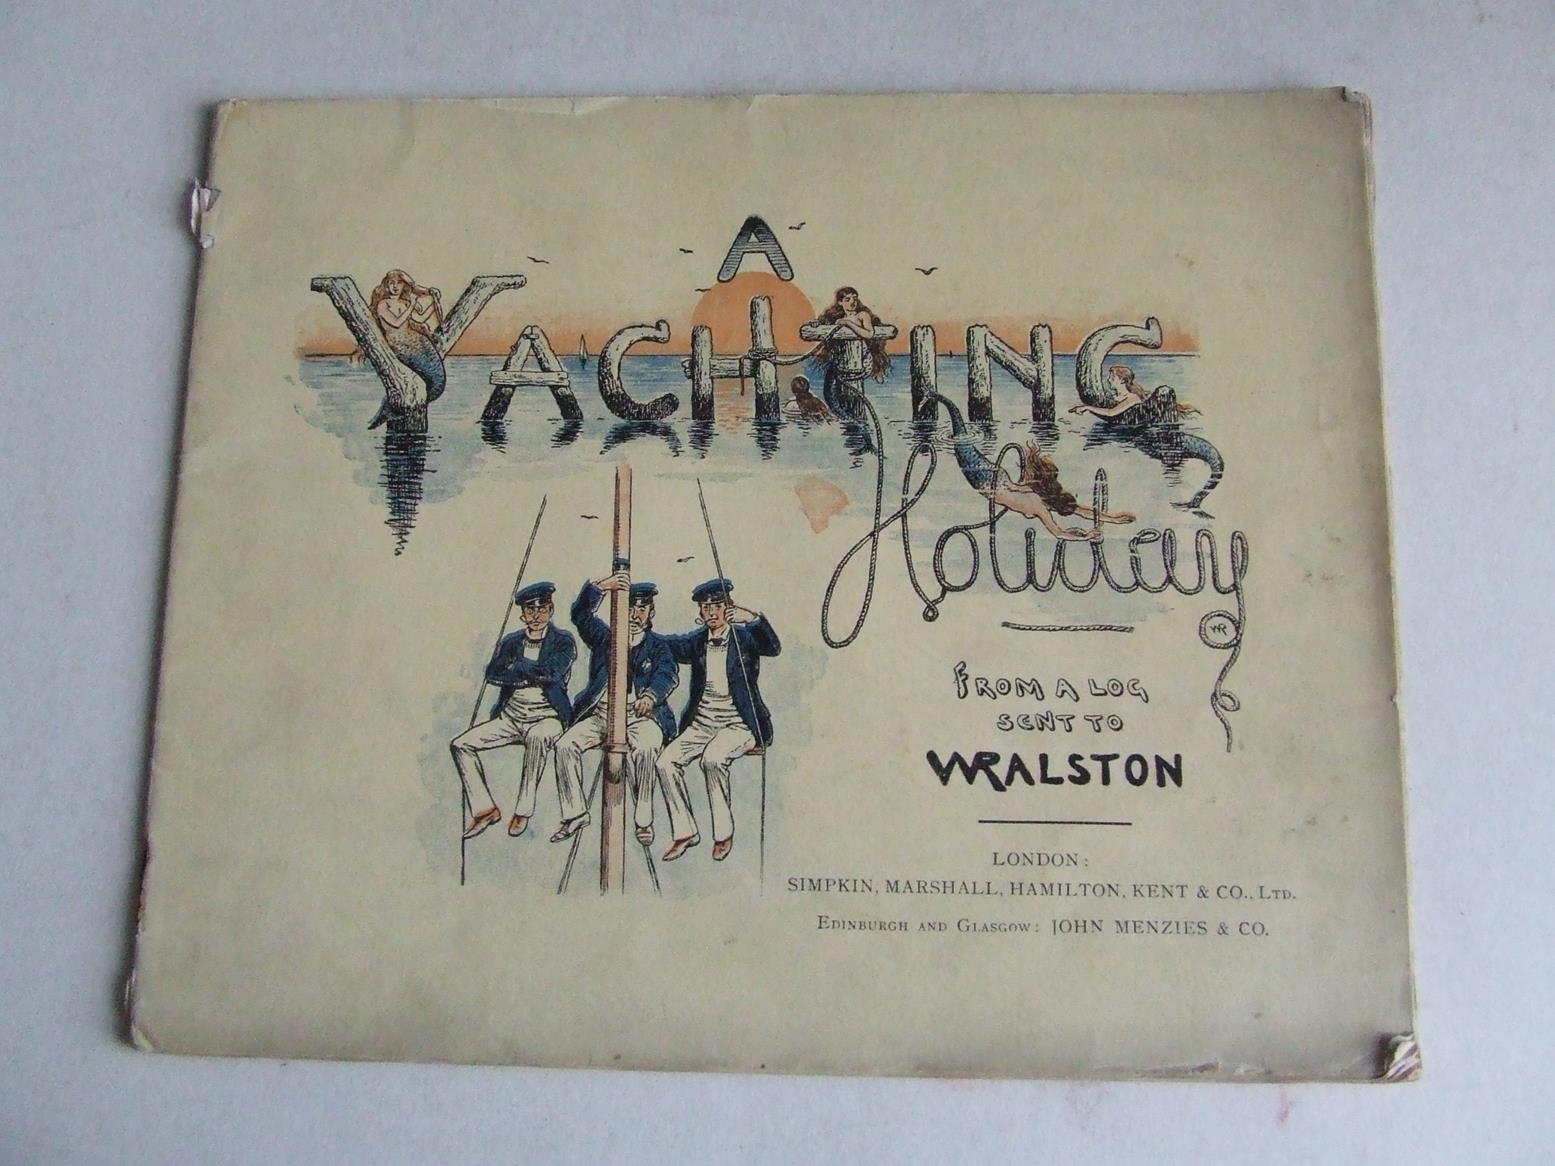 A
YACHTING
Holiday
WR
FROM A LOG
SENT TO
WRALSTON
LONDON:
SIMPKIN, MARSHALL, HAMILTON, KENT & CO., LTD.
EDINBURGH AND GLASGOW: JOHN MENZIES & CO.